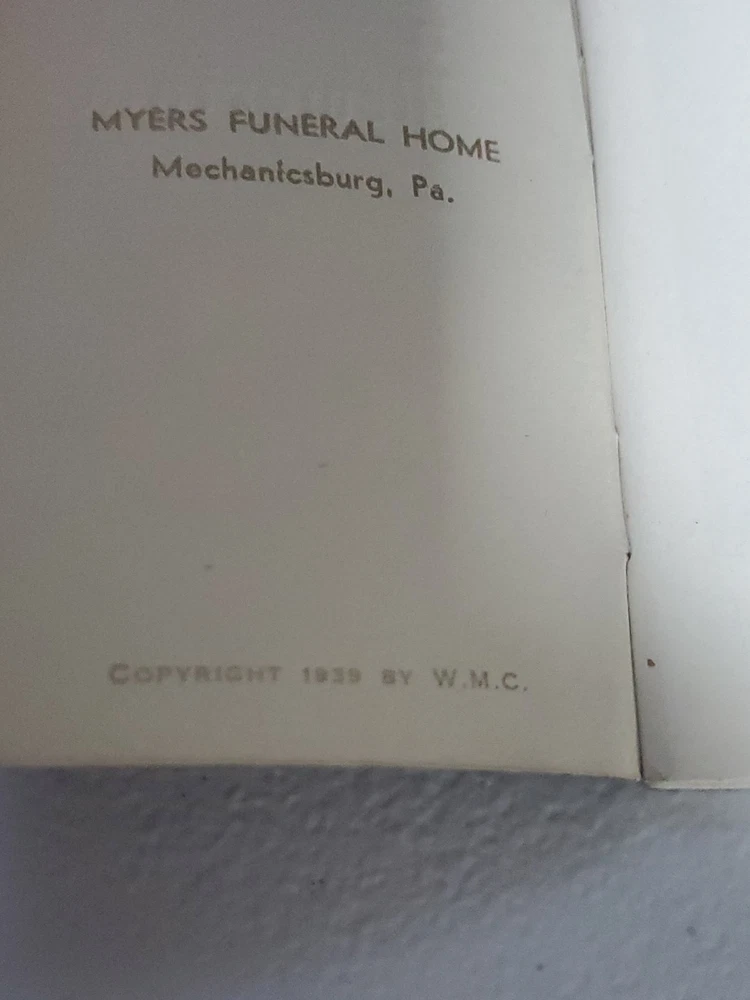 MYERS FUNERAL HOME
Mechanicsburg, Pa.
COPYRIGHT 1939 BY W.M.C.